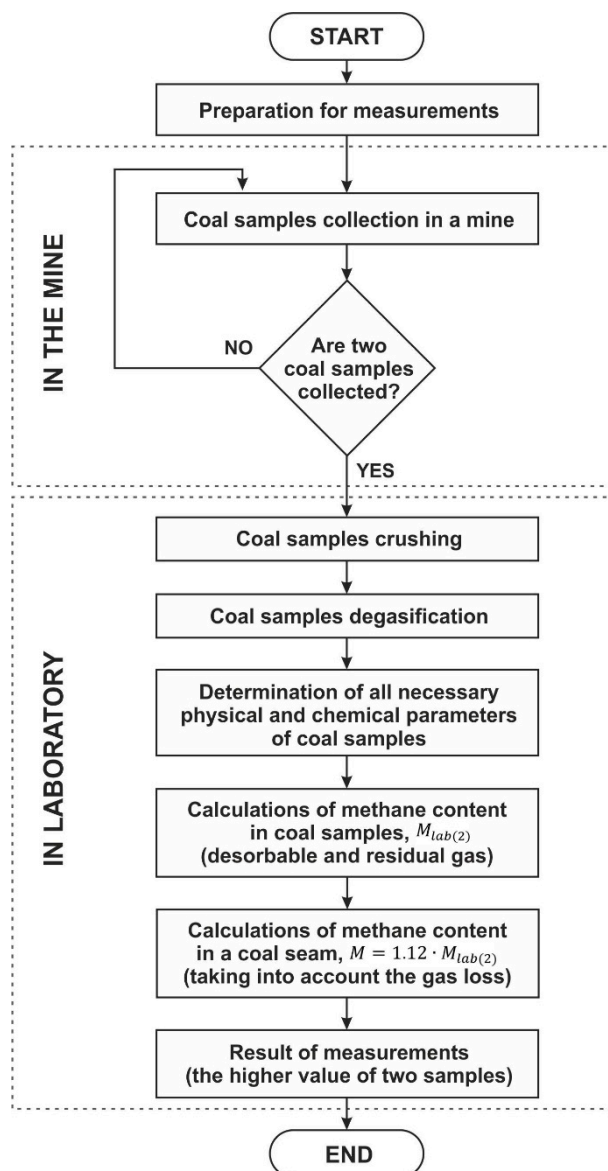 START
Preparation for measurements
IN THE MINE
Coal samples collection in a mine
NO
Are two
coal samples
collected?
YES
IN LABORATORY
Coal samples crushing
Coal samples degasification
Determination of all necessary
physical and chemical parameters
of coal samples
Calculations of methane content
in coal samples, M_{lab(2)}
(desorbable and residual gas)
Calculations of methane content
in a coal seam, M = 1.12 · M_{lab(2)}
(taking into account the gas loss)
Result of measurements
(the higher value of two samples)
END